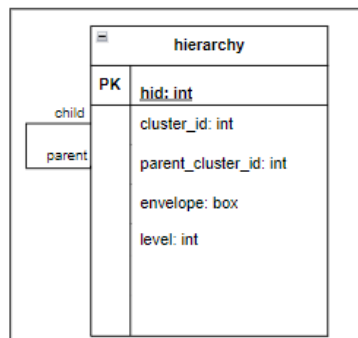 hierarchy
PK
hid: int
child
cluster_id: int
parent
parent_cluster_id: int
envelope: box
level: int